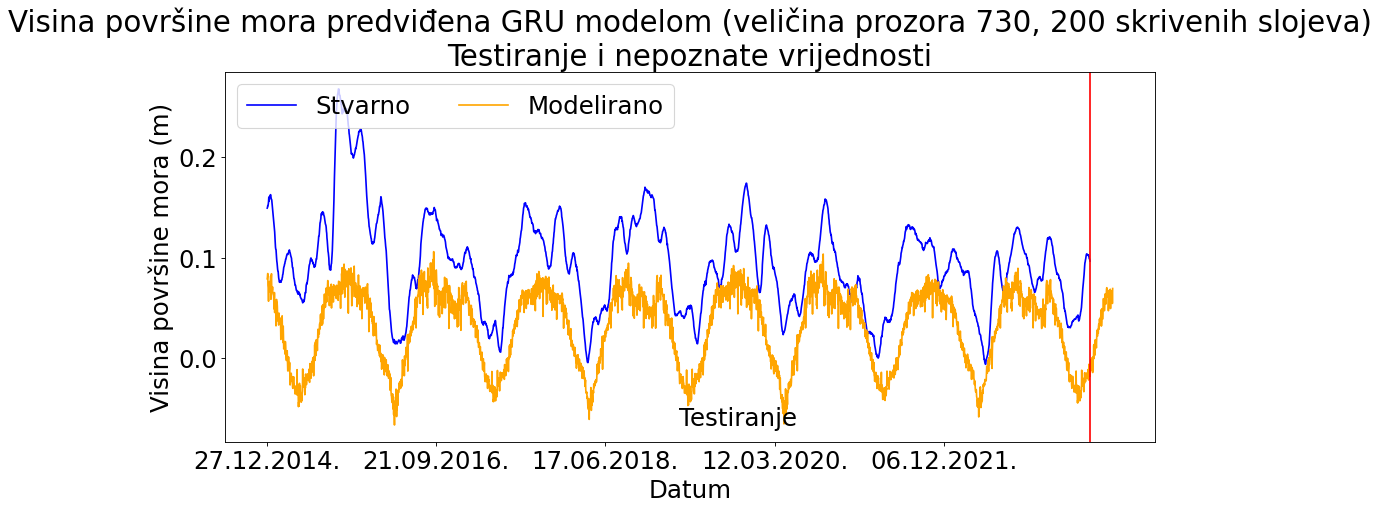 Visina površine mora predviđena GRU modelom (veličina prozora 730, 200 skrivenih slojeva)
Testiranje i nepoznate vrijednosti
Stvarno
Modelirano
Visina površine mora (m)
0.2
0.1
0.0
Testiranje
27.12.2014.
21.09.2016.
17.06.2018.
12.03.2020.
06.12.2021.
Datum